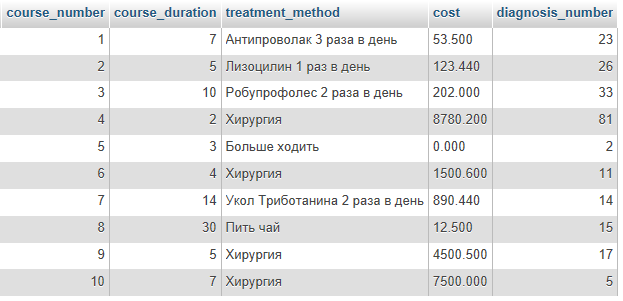 course_number course_duration treatment_method cost diagnosis_number
1 7 Антипроволак 3 раза в день 53.500 23
2 5 Лизоцилин 1 раз в день 123.440 26
3 10 Робупрофолес 2 раза в день 202.000 33
4 2 Хирургия 8780.200 81
5 3 Больше ходить 0.000 2
6 4 Хирургия 1500.600 11
7 14 Укол Триботанина 2 раза в день 890.440 14
8 30 Пить чай 12.500 15
9 5 Хирургия 4500.500 17
10 7 Хирургия 7500.000 5